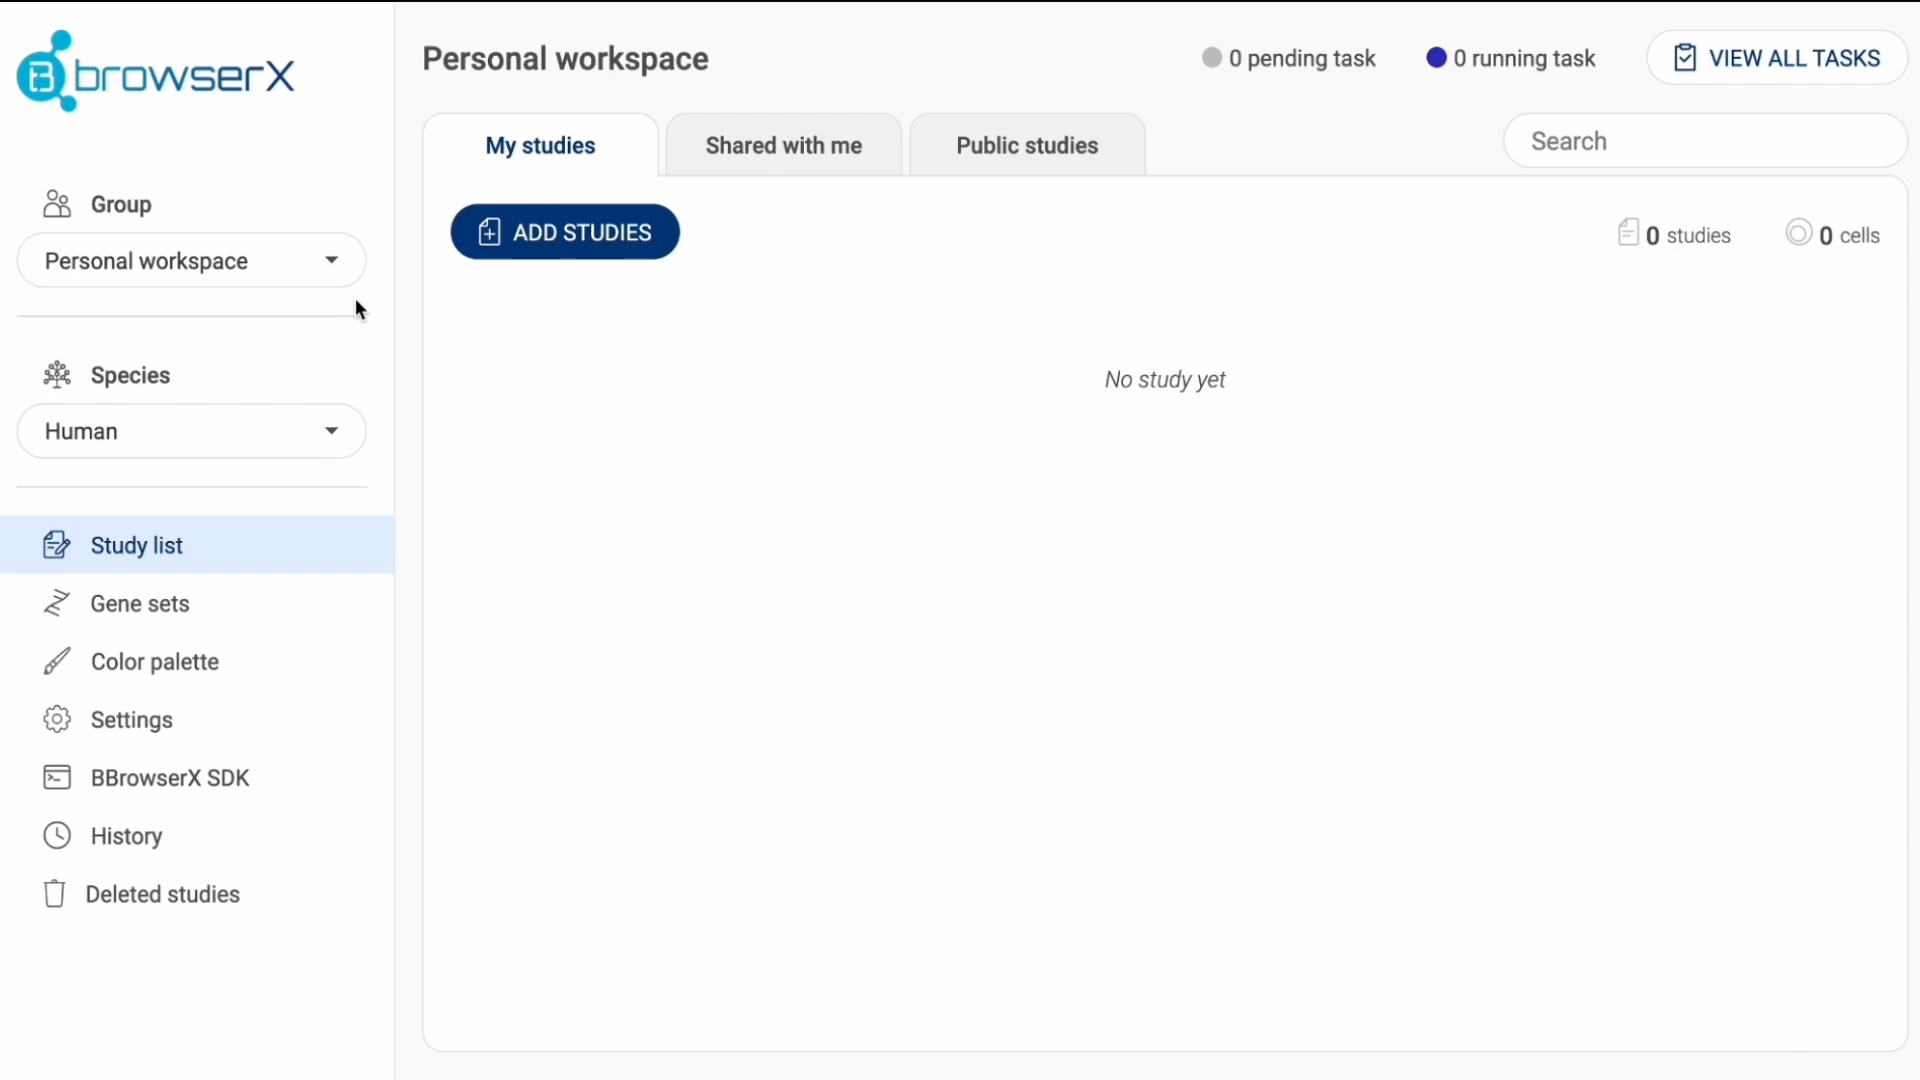 BbrowserX
Group
Personal workspace
Species
Human
Study list
Gene sets
Color palette
Settings
BBrowserX SDK
History
Deleted studies
Personal workspace
0 pending task
0 running task
VIEW ALL TASKS
My studies
Shared with me
Public studies
Search
ADD STUDIES
0 studies
0 cells
No study yet